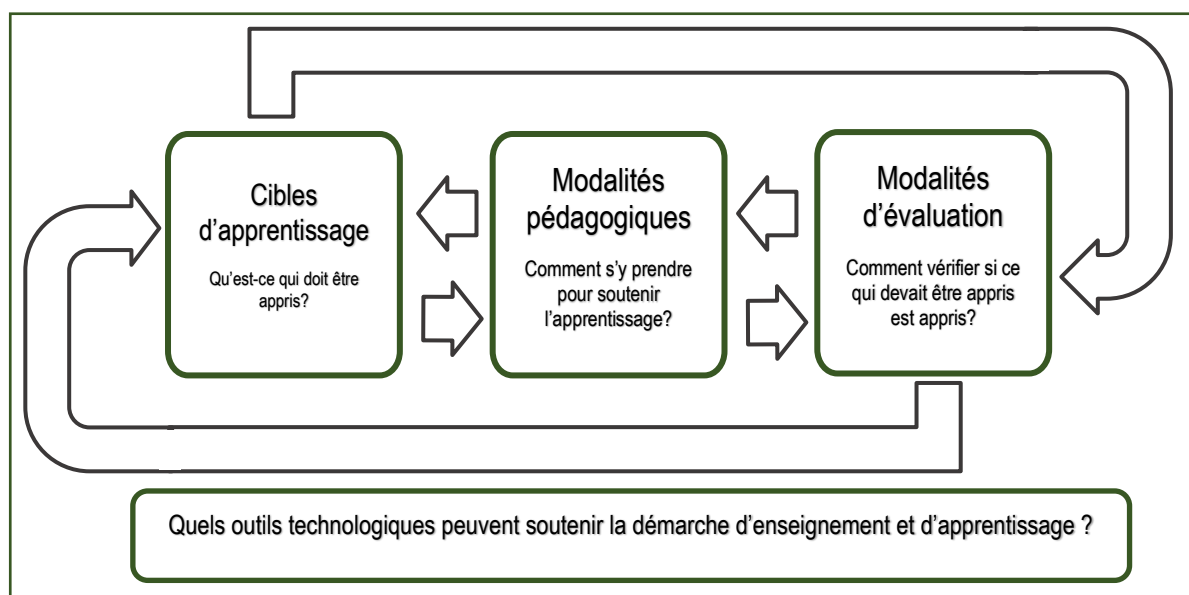 Cibles
d’apprentissage
Qu’est-ce qui doit être
appris?
Modalités
pédagogiques
Comment s’y prendre
pour soutenir
l’apprentissage?
Modalités
d’évaluation
Comment vérifier si ce
qui devait être appris
est appris?
Quels outils technologiques peuvent soutenir la démarche d’enseignement et d’apprentissage ?